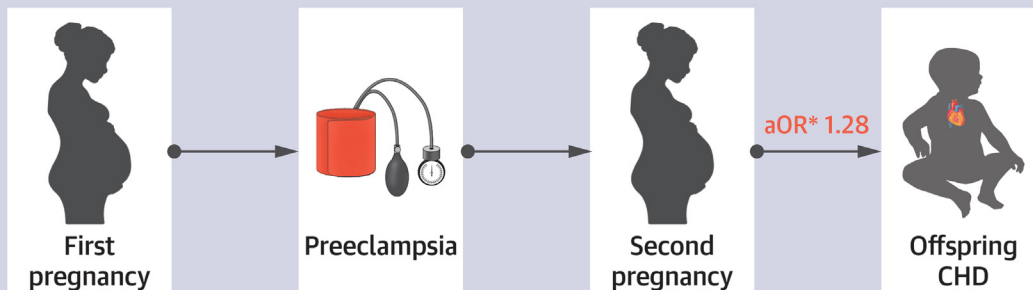 First
pregnancy
Preeclampsia
Second
pregnancy
aOR* 1.28
Offspring
CHD